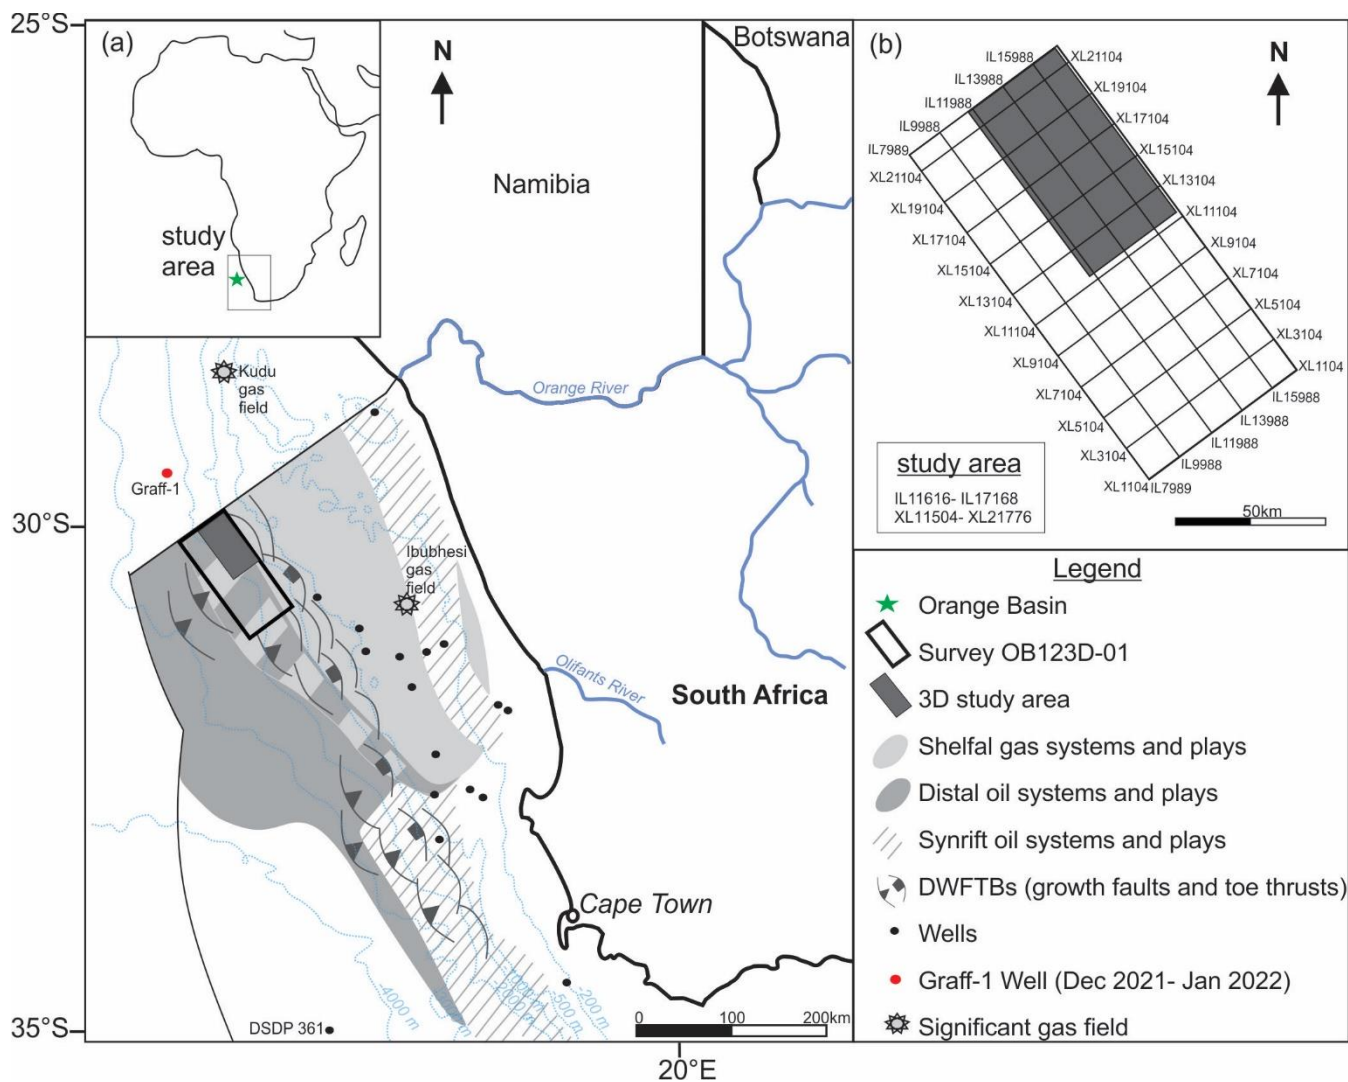 25°S
30°S
35°S
20°E
(a)
N
study
area
Botswana
Namibia
Kudu
gas
field
Orange River
Graff-1
Ibubhesi
gas
field
Olifants River
South Africa
Cape Town
DSDP 361
-4000 m
-2000 m
-500 m
-200 m
0 100 200km
(b)
N
IL15988
IL13988
IL11988
IL9988
IL7989
XL21104
XL19104
XL17104
XL15104
XL13104
XL11104
XL9104
XL7104
XL5104
XL3104
XL1104
XL21104
XL19104
XL17104
XL15104
XL13104
XL11104
XL9104
XL7104
XL5104
XL3104
XL1104
IL7989
IL9988
IL11988
IL13988
IL15988
study area
IL11616- IL17168
XL11504- XL21776
50km
Legend
Orange Basin
Survey OB123D-01
3D study area
Shelfal gas systems and plays
Distal oil systems and plays
Synrift oil systems and plays
DWFTBs (growth faults and toe thrusts)
Wells
Graff-1 Well (Dec 2021- Jan 2022)
Significant gas field